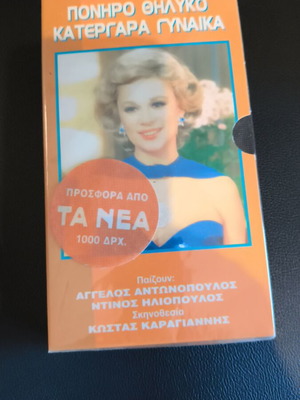 ΠΟΝΗΡΟ ΘΗΛΥΚΟ
ΚΑΤΕΡΓΑΡΑ ΓΥΝΑΙΚΑ
ΠΡΟΣΦΟΡΑ ΑΠΟ
ΤΑ ΝΕΑ
1000 ΔΡΧ.
Παίζουν:
ΑΓΓΕΛΟΣ ΑΝΤΩΝΟΠΟΥΛΟΣ
ΝΤΙΝΟΣ ΗΛΙΟΠΟΥΛΟΣ
Σκηνοθεσία
ΚΩΣΤΑΣ ΚΑΡΑΓΙΑΝΝΗΣ